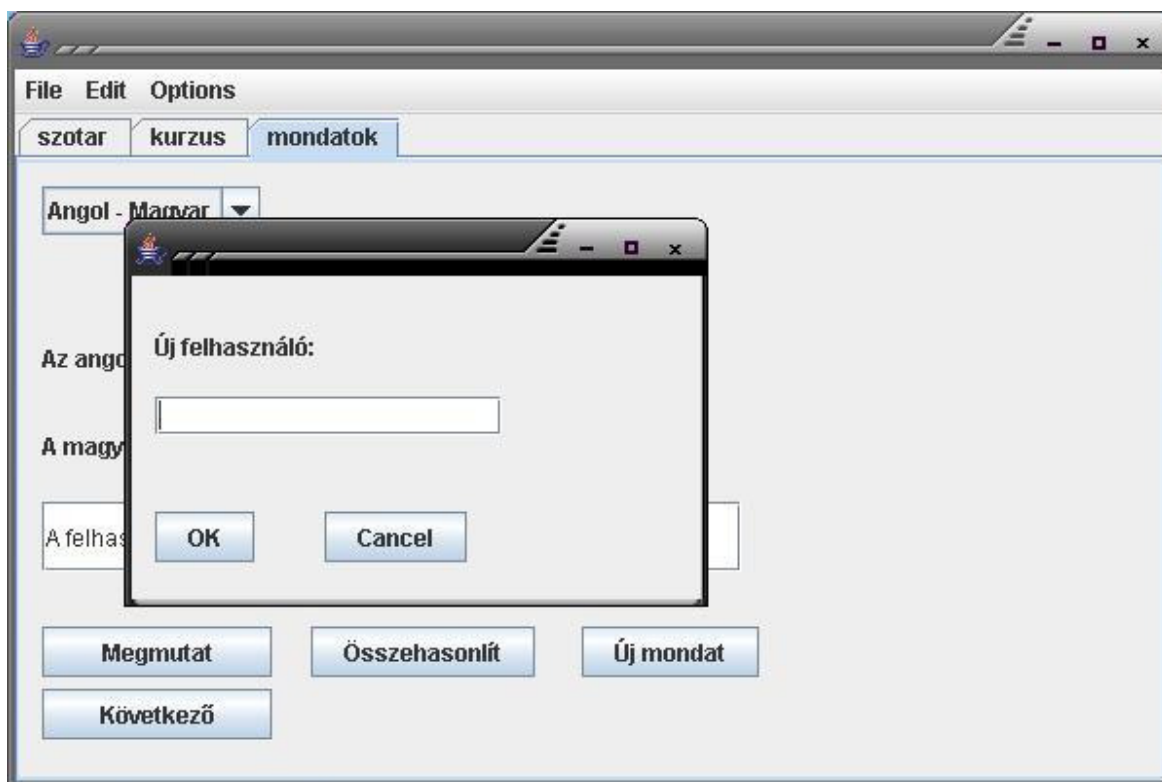 File Edit Options
szotar kurzus mondatok
Angol - Magyar
Új felhasználó:
Az ango
A magy
A felhas
OK Cancel
Megmutat Összehasonlít Új mondat
Következő